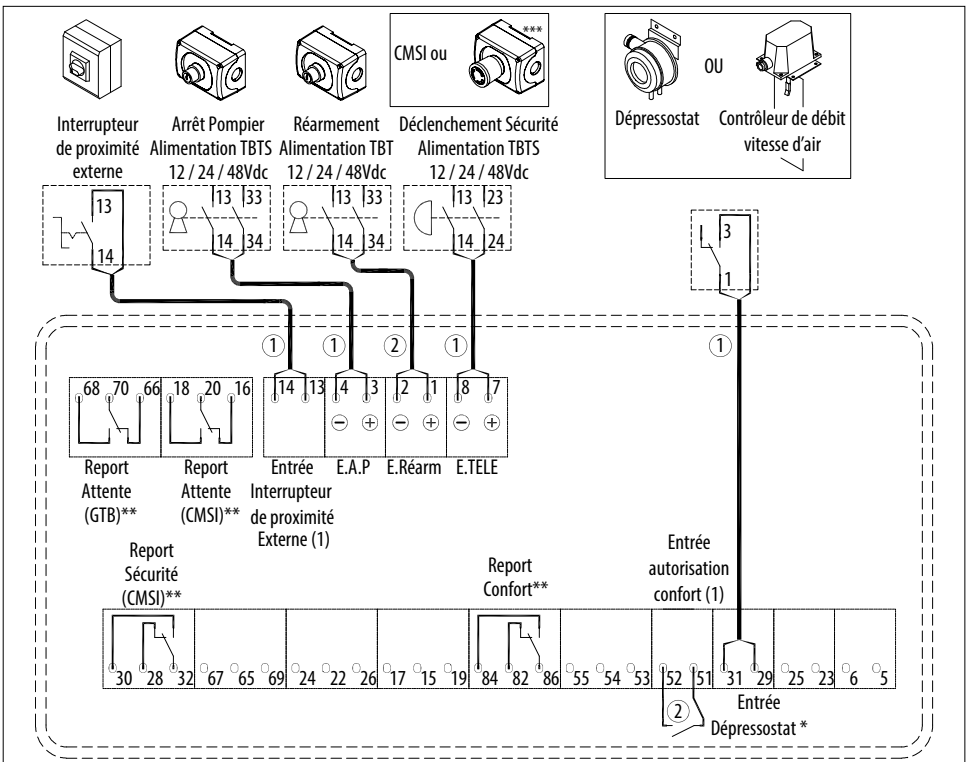 ***
CMSI ou
OU
Dépressostat
Contrôleur de débit
vitesse d'air
Interrupteur
de proximité
externe
Arrêt Pompier
Alimentation TBTS
12 / 24 / 48Vdc
Réarmement
Alimentation TBT
12 / 24 / 48Vdc
Déclenchement Sécurité
Alimentation TBTS
12 / 24 / 48Vdc
13
14
13 33
14 34
13 33
14 34
13 23
14 24
3
1
1 1 2 1 1
68 70 66
18 20 16
14 13
4 3
2 1
8 7
- +
- +
- +
Report
Attente
(GTB)**
Report
Attente
(CMSI)**
Entrée
Interrupteur
de proximité
Externe (1)
E.A.P
E.Réarm
E.TELE
Report
Sécurité
(CMSI)**
Report
Confort**
Entrée
autorisation
confort (1)
30 28 32 67 65 69 24 22 26 17 15 19 84 82 86 55 54 53 52 51 31 29 25 23 6 5
2
Entrée
Dépressostat *